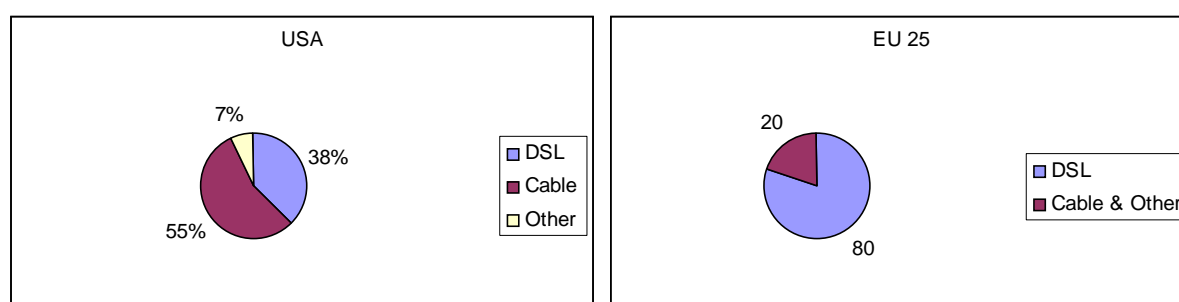 USA
7%
38%
55%
DSL
Cable
Other
EU 25
20
80
DSL
Cable & Other